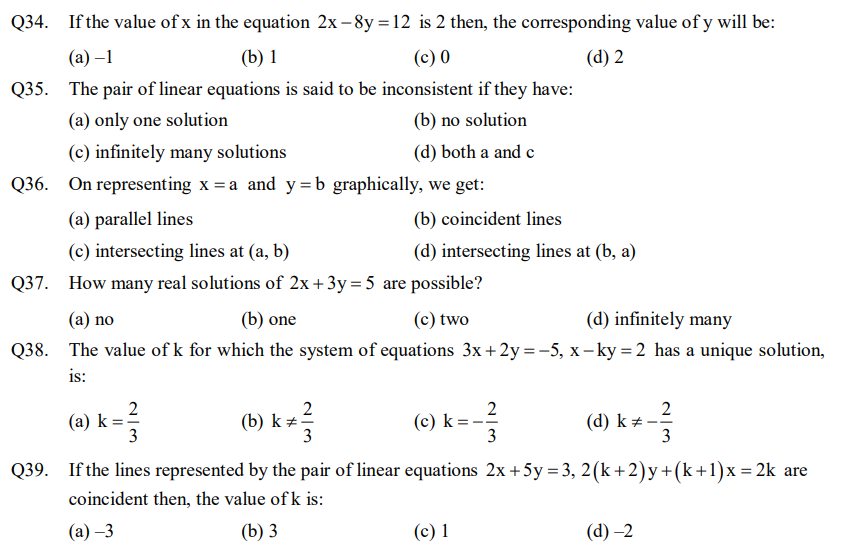 Q34. If the value of x in the equation 2x – 8y = 12 is 2 then, the corresponding value of y will be:
(a) –1 (b) 1 (c) 0 (d) 2
Q35. The pair of linear equations is said to be inconsistent if they have:
(a) only one solution (b) no solution
(c) infinitely many solutions (d) both a and c
Q36. On representing x = a and y = b graphically, we get:
(a) parallel lines (b) coincident lines
(c) intersecting lines at (a, b) (d) intersecting lines at (b, a)
Q37. How many real solutions of 2x + 3y = 5 are possible?
(a) no (b) one (c) two (d) infinitely many
Q38. The value of k for which the system of equations 3x + 2y = –5, x – ky = 2 has a unique solution,
is:
(a) k = 2/3 (b) k ≠ 2/3 (c) k = –2/3 (d) k ≠ –2/3
Q39. If the lines represented by the pair of linear equations 2x + 5y = 3, 2(k + 2)y + (k + 1)x = 2k are
coincident then, the value of k is:
(a) –3 (b) 3 (c) 1 (d) –2